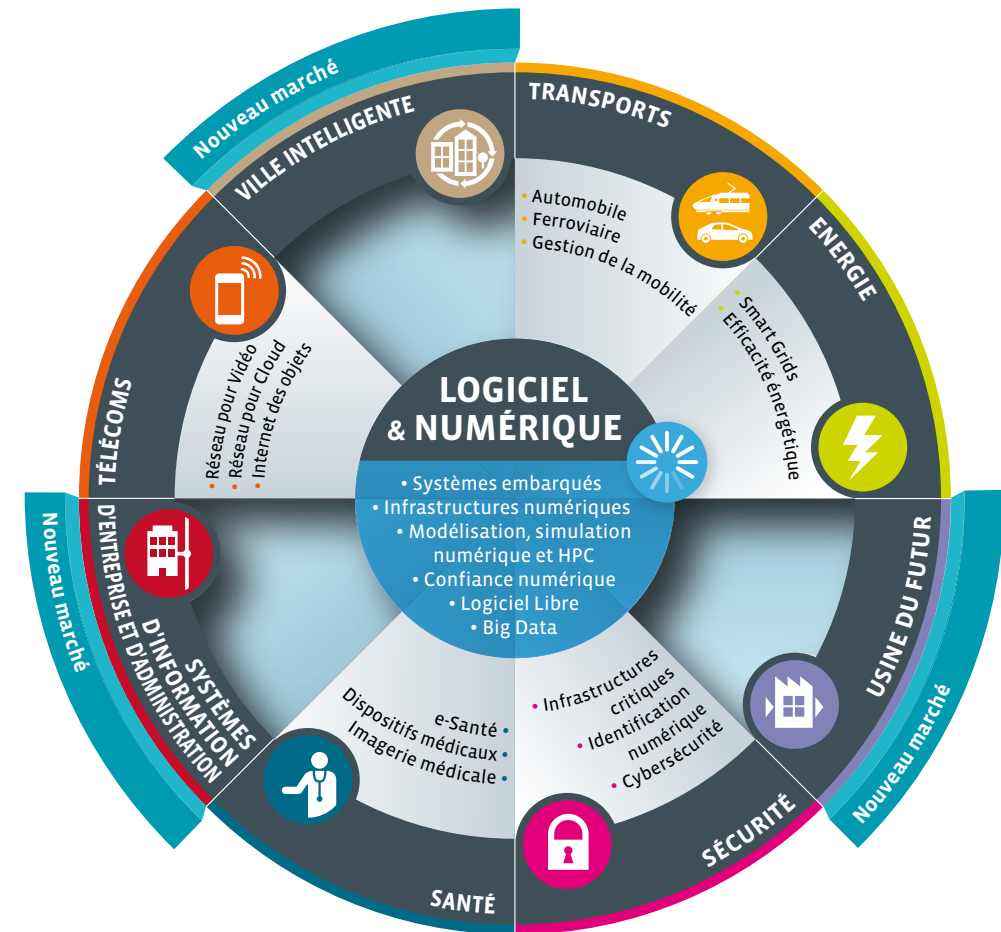 Nouveau marché
VILLE INTELLIGENTE
TRANSPORTS
• Automobile
• Ferroviaire
• Gestion de la mobilité
ENERGIE
• Smart Grids
• Efficacité énergétique
TÉLÉCOMS
• Réseau pour Vidéo
• Réseau pour Cloud
• Internet des objets
LOGICIEL
& NUMÉRIQUE
• Systèmes embarqués
• Infrastructures numériques
• Modélisation, simulation
numérique et HPC
• Confiance numérique
• Logiciel Libre
• Big Data
USINE DU FUTUR
Nouveau marché
• Infrastructures
critiques
• Identification
numérique
• Cybersécurité
SÉCURITÉ
e-Santé •
Dispositifs médicaux •
Imagerie médicale •
SANTÉ
SYSTÈMES
D'INFORMATION
D'ENTREPRISE ET D'ADMINISTRATION
Nouveau marché